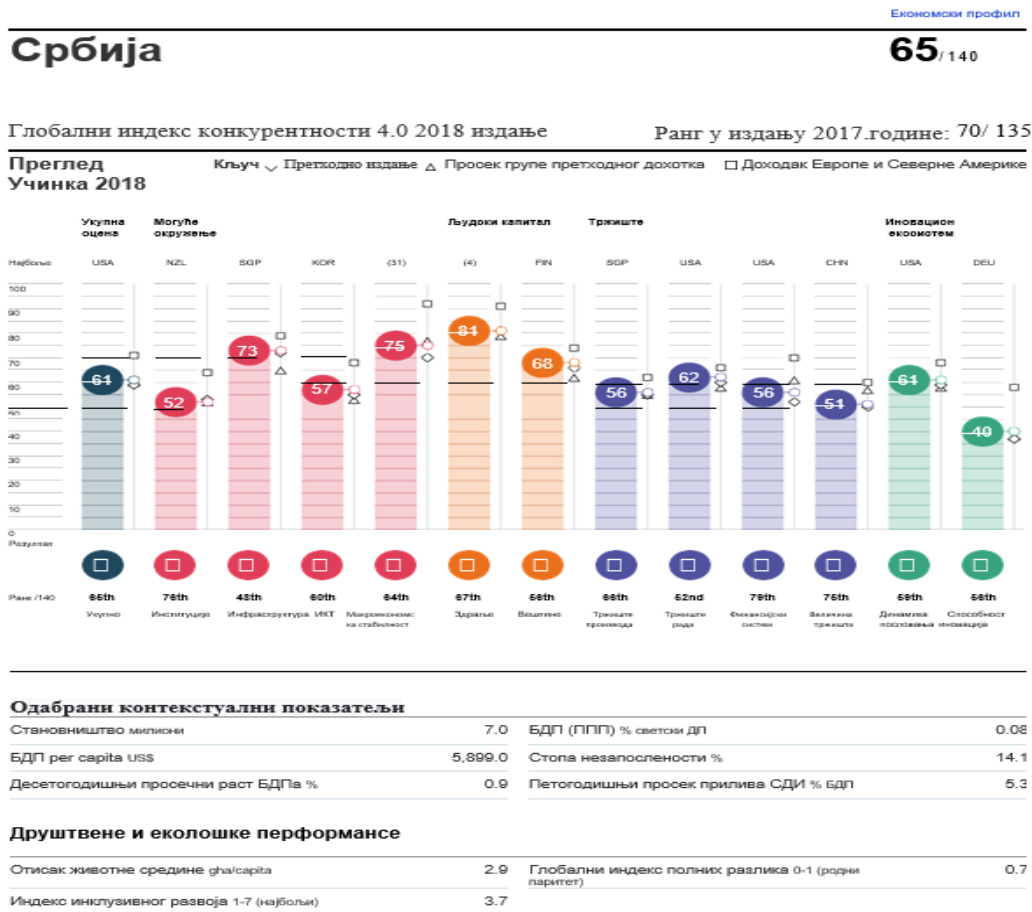 Економски профил
Србија
65/140
Глобални индекс конкурентности 4.0 2018 издање
Ранг у издању 2017.године: 70/ 135
Преглед
Учинка 2018
Кључ Претходно издање Просек групе претходног дохотка Доходак Европе и Северне Америке
Укупна
оцена
Могуће
окружење
Људоки капитал
Тржиште
Иновацион
екосистем
Најбоље USA NZL SGP KOR (31) (4) FIN SGP USA USA CHN USA DEU
100
90
80
70
60
50
40
30
20
10
0
61 52 73 57 75 81 68 56 62 56 51 61 40
Резултат
Ранк /140 65th 76th 48th 60th 64th 67th 56th 66th 52nd 79th 75th 59th 56th
Укупно Институције Инфраструктура ИКТ Макроекономс
ка стабилност
Здравље Вештине Тржиште
производа
Тржиште
рада
Финансијски
систем
Величина
тржишта
Динамика
пословања
Способност
иновација
Одабрани контекстуални показатељи
Становништво милиони 7.0
БДП (ППП) % светски ДП 0.08
БДП per capita US$ 5,899.0
Стопа незапослености % 14.1
Десетогодишњи просечни раст БДПа % 0.9
Петогодишњи просек прилива СДИ % БДП 5.3
Друштвене и еколошке перформансе
Отисак животне средине gha/capita 2.9
Глобални индекс полних разлика 0-1 (родни
паритет) 0.7
Индекс инклузивног развоја 1-7 (најбољи) 3.7